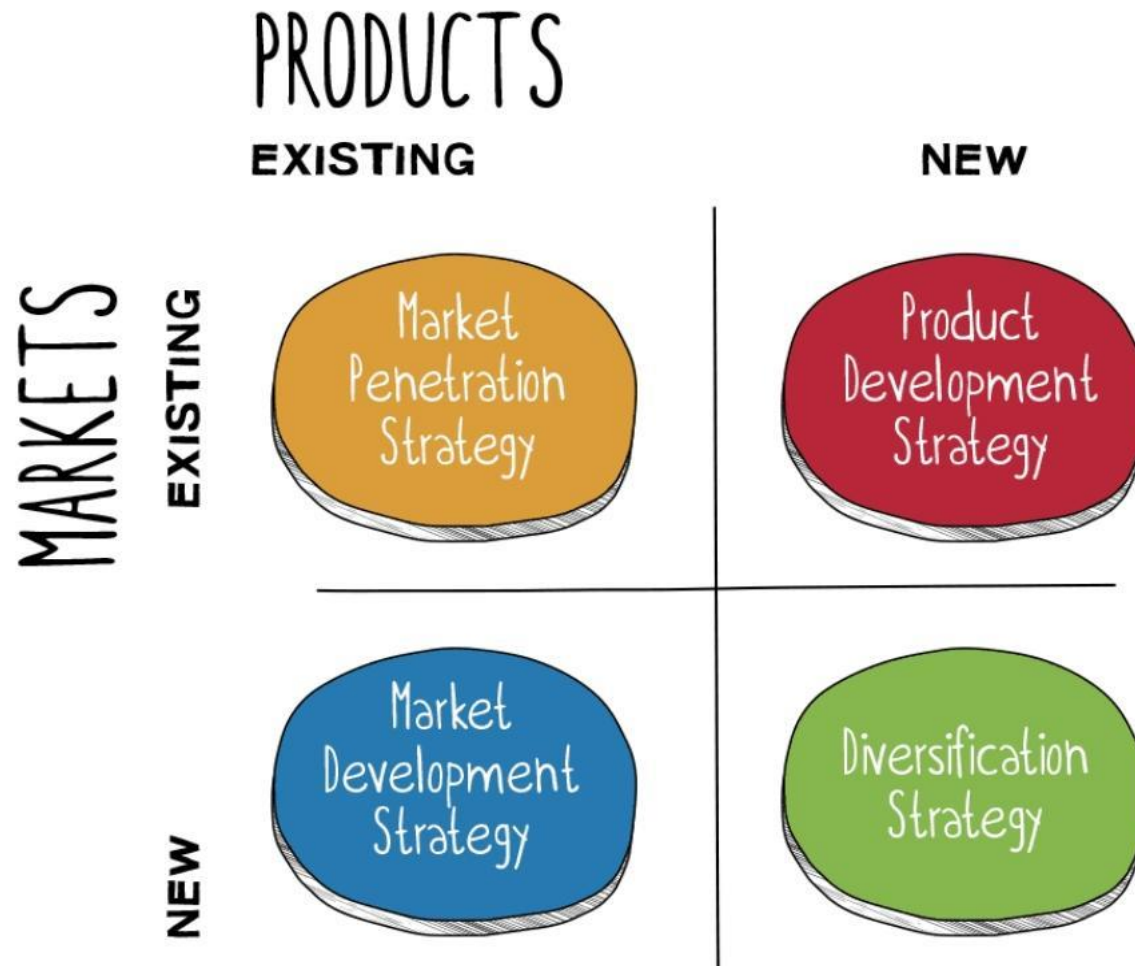 PRODUCTS
EXISTING
NEW
MARKETS
EXISTING
Market
Penetration
Strategy
Product
Development
Strategy
NEW
Market
Development
Strategy
Diversification
Strategy